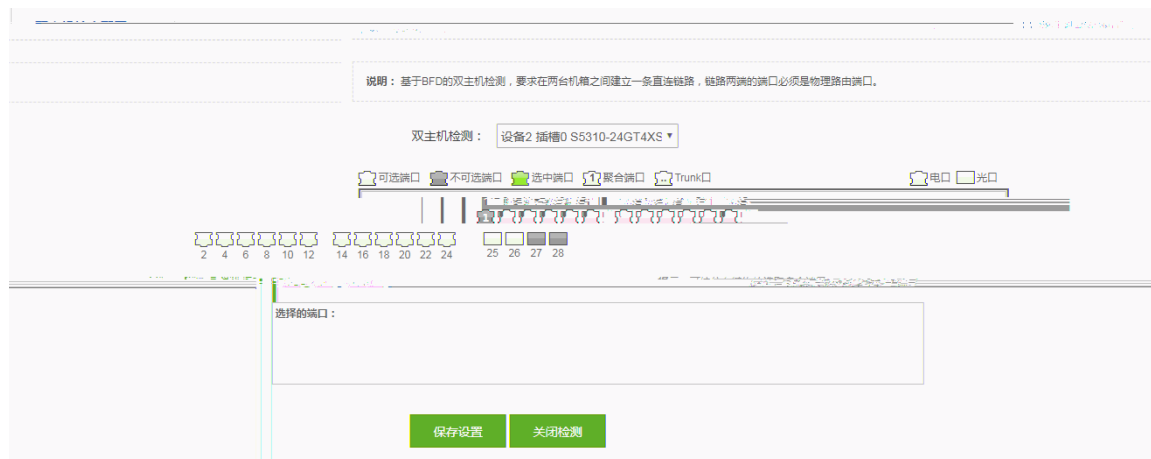 说明：基于BFD的双主机检测，要求在两台机箱之间建立一条直连链路，链路两端的端口必须是物理路由端口。
双主机检测： 设备2 插槽0 S5310-24GT4XS
可选端口 不可选端口 选中端口 1 聚合端口 ... Trunk口 电口 光口
1
2 4 6 8 10 12 14 16 18 20 22 24 25 26 27 28
选择的端口：
保存设置 关闭检测